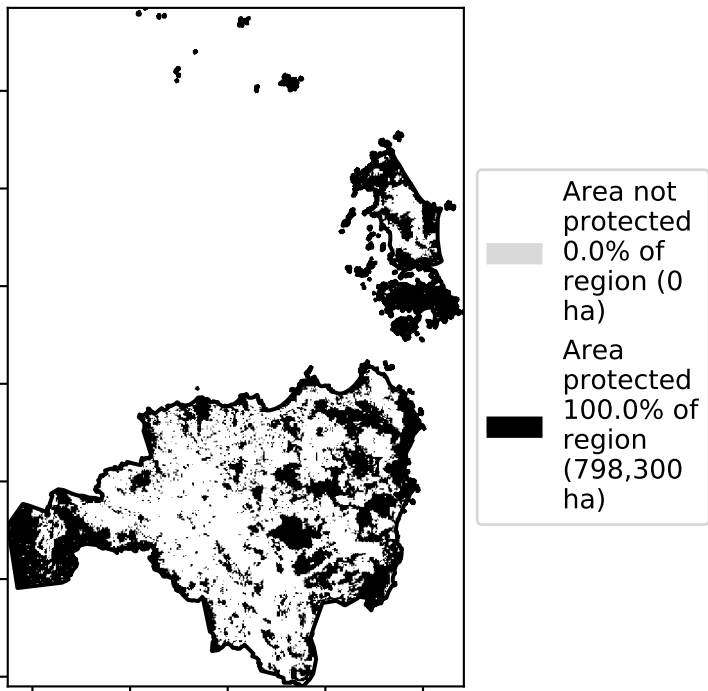 Area not
protected
0.0% of
region (0
ha)
Area
protected
100.0% of
region
(798,300
ha)